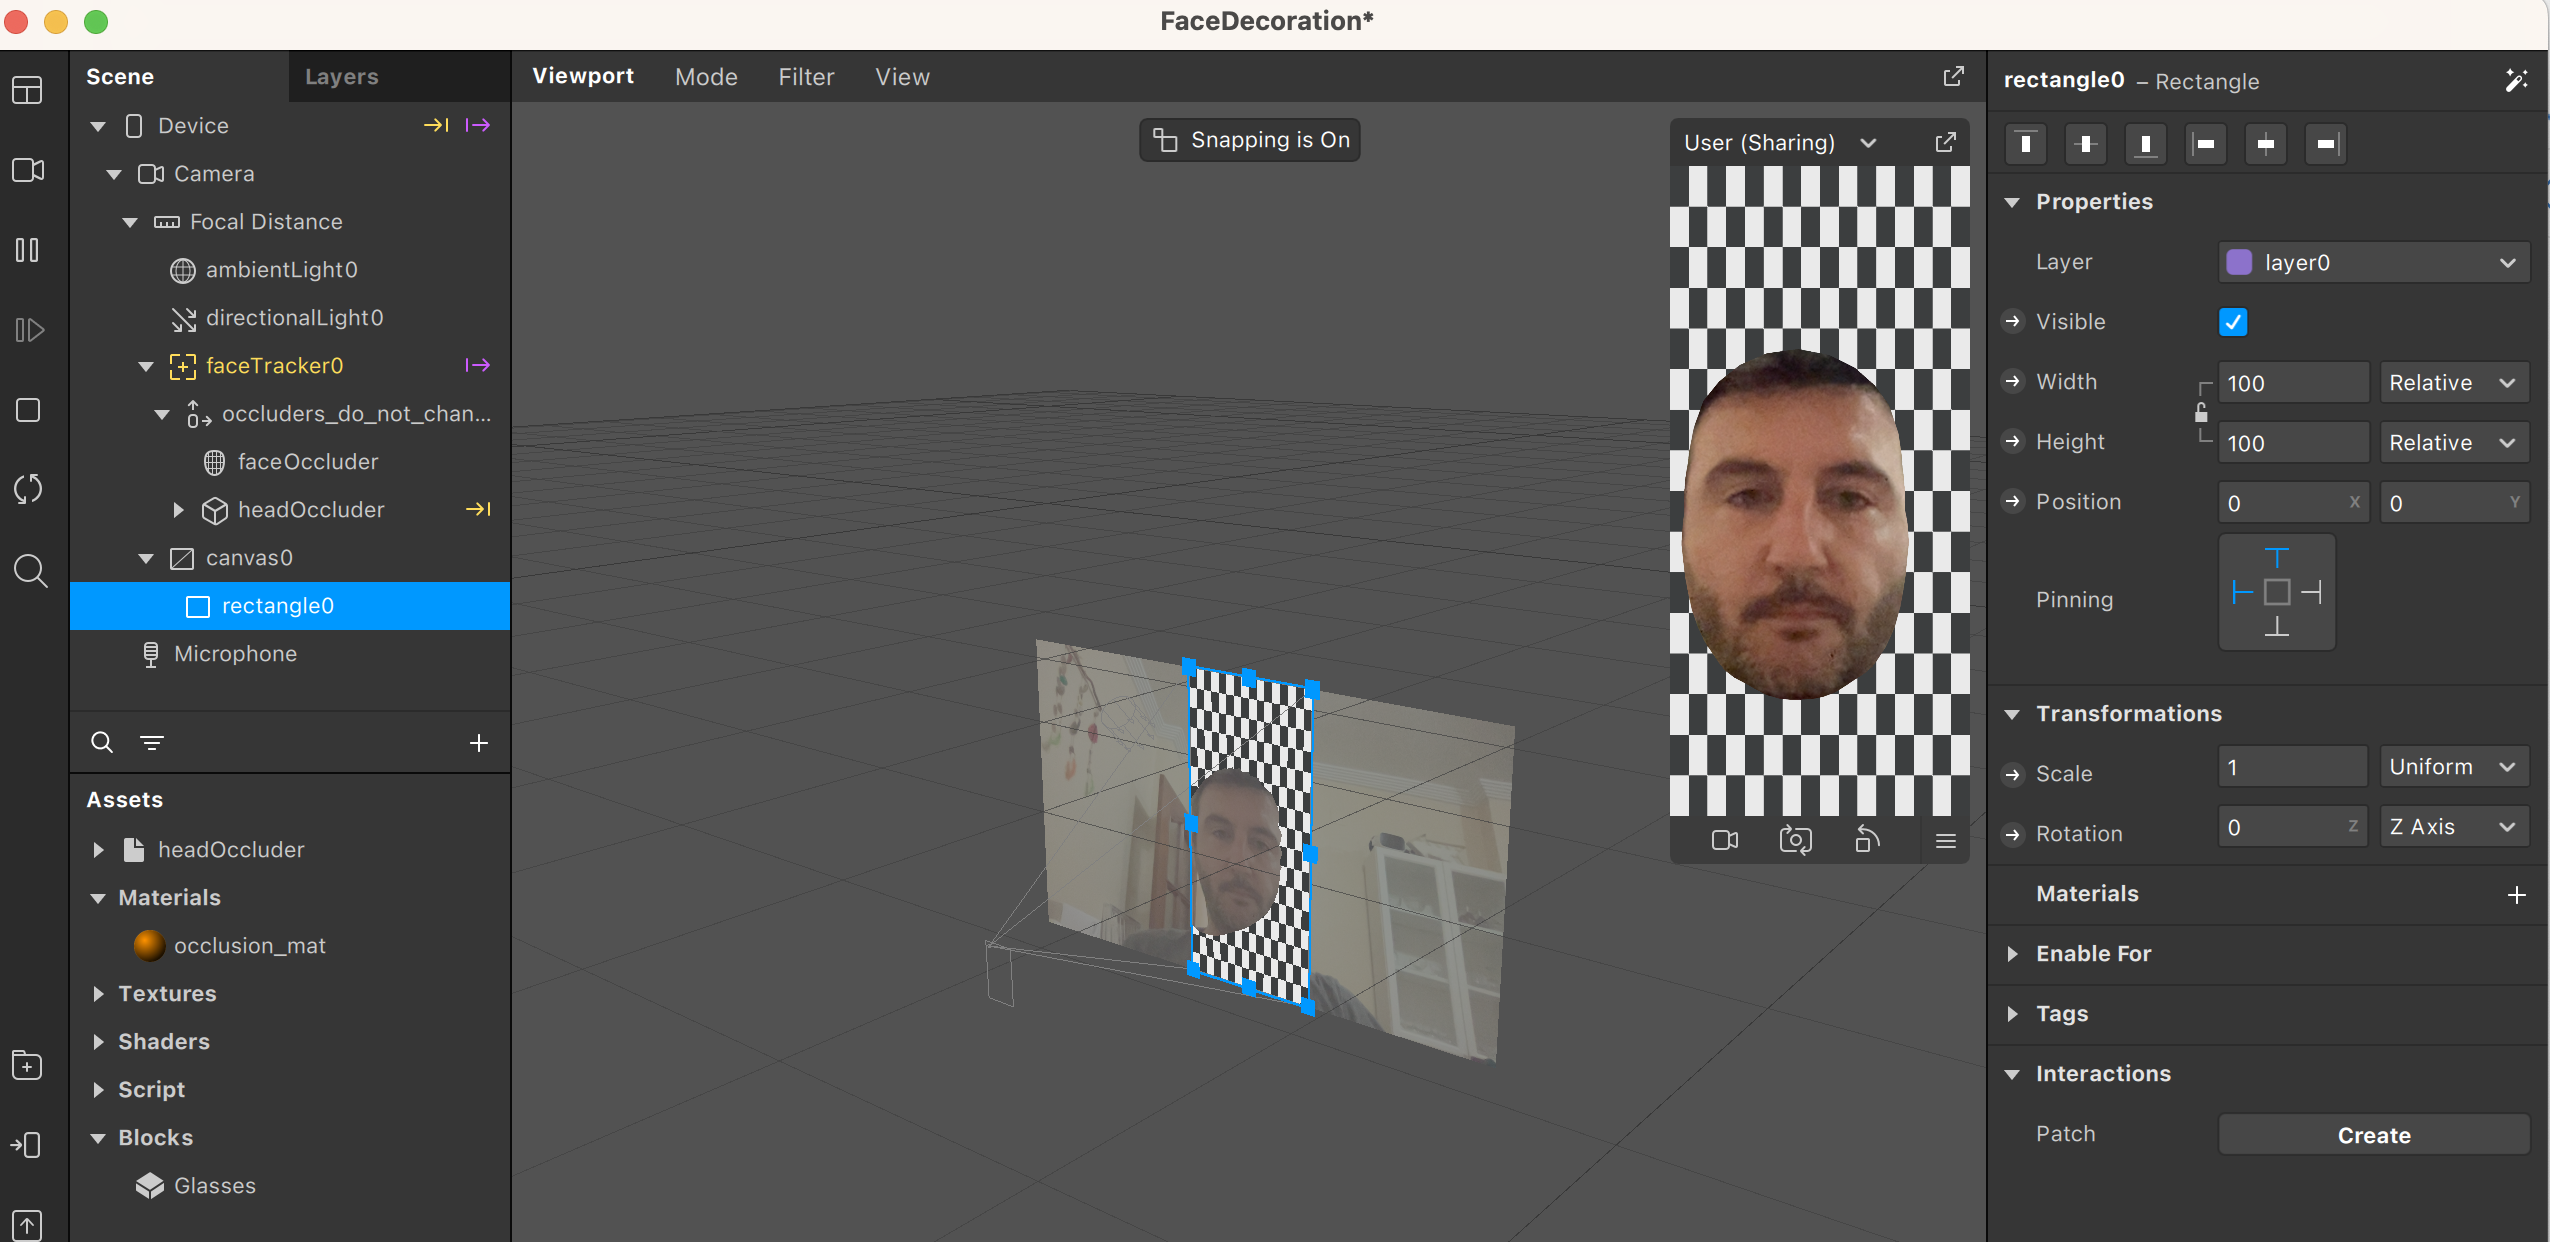 FaceDecoration*
Scene
Layers
Device
Camera
Focal Distance
ambientLight0
directionalLight0
faceTracker0
occluders_do_not_chan...
faceOccluder
headOccluder
canvas0
rectangle0
Microphone
Assets
headOccluder
Materials
occlusion_mat
Textures
Shaders
Script
Blocks
Glasses
Viewport Mode Filter View
Snapping is On
User (Sharing)
rectangle0 – Rectangle
Properties
Layer layer0
Visible
Width 100 Relative
Height 100 Relative
Position 0 X 0 Y
Pinning
Transformations
Scale 1 Uniform
Rotation 0 Z Z Axis
Materials
Enable For
Tags
Interactions
Patch Create